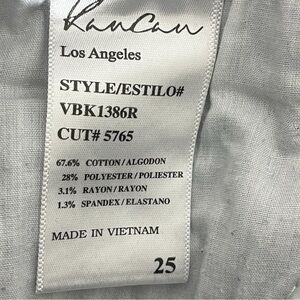 KanCan
Los Angeles
STYLE/ESTILO#
VBK1386R
CUT# 5765
67.6% COTTON/ALGODON
28% POLYESTER/POLIESTER
3.1% RAYON/RAYON
1.3% SPANDEX/ELASTANO
MADE IN VIETNAM
25